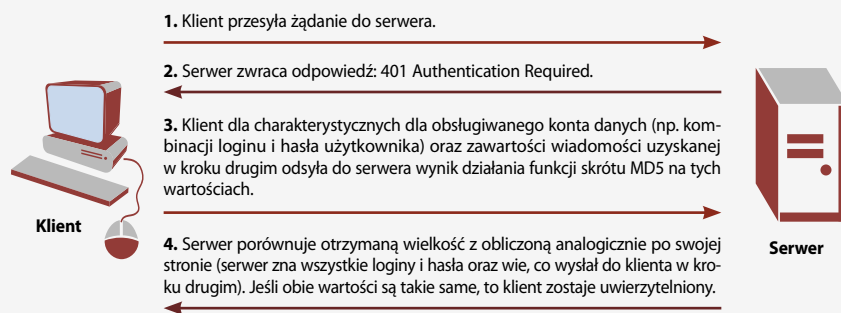 1. Klient przesyła żądanie do serwera.
2. Serwer zwraca odpowiedź: 401 Authentication Required.
3. Klient dla charakterystycznych dla obsługiwanego konta danych (np. kom-
binacji loginu i hasła użytkownika) oraz zawartości wiadomości uzyskanej
w kroku drugim odsyła do serwera wynik działania funkcji skrótu MD5 na tych
wartościach.
Klient
4. Serwer porównuje otrzymaną wielkość z obliczoną analogicznie po swojej
stronie (serwer zna wszystkie loginy i hasła oraz wie, co wysłał do klienta w kro-
ku drugim). Jeśli obie wartości są takie same, to klient zostaje uwierzytelniony.
Serwer